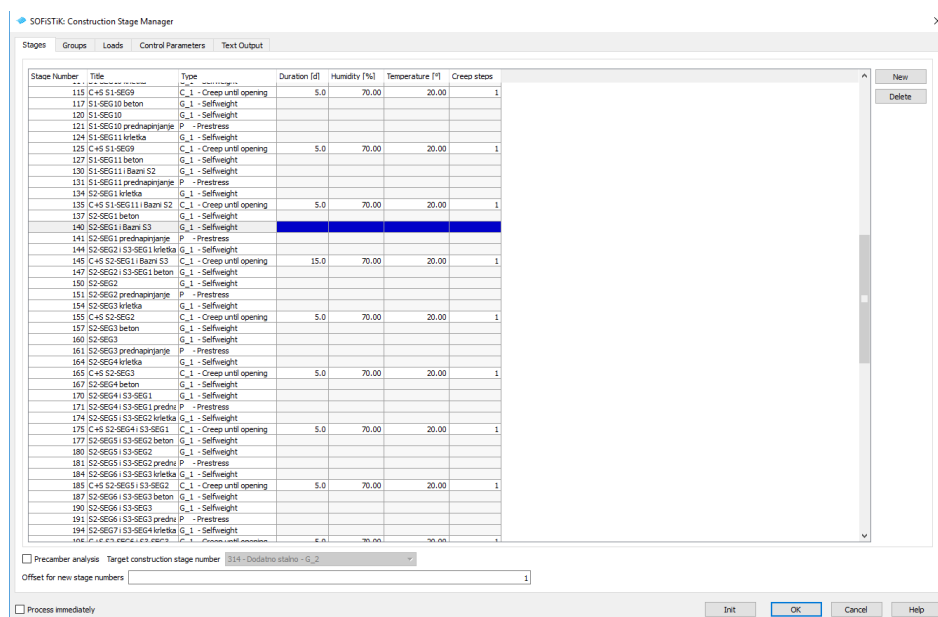 SOFiSTiK: Construction Stage Manager
Stages Groups Loads Control Parameters Text Output
Stage Number Title Type Duration [d] Humidity [%] Temperature [°] Creep steps
New
Delete
115 C+S S1-SEG9 C_1 - Creep until opening 5.0 70.00 20.00 1
117 S1-SEG10 beton G_1 - Selfweight
120 S1-SEG10 G_1 - Selfweight
121 S1-SEG10 prednapinjanje P - Prestress
124 S1-SEG11 krletka G_1 - Selfweight
125 C+S S1-SEG9 C_1 - Creep until opening 5.0 70.00 20.00 1
127 S1-SEG11 beton G_1 - Selfweight
130 S1-SEG11 i Bazni S2 G_1 - Selfweight
131 S1-SEG11 prednapinjanje P - Prestress
134 S2-SEG1 krletka G_1 - Selfweight
135 C+S S1-SEG11 i Bazni S2 C_1 - Creep until opening 5.0 70.00 20.00 1
137 S2-SEG1 beton G_1 - Selfweight
140 S2-SEG1 i Bazni S3 G_1 - Selfweight
141 S2-SEG1 prednapinjanje P - Prestress
144 S2-SEG2 i S3-SEG1 krletka G_1 - Selfweight
145 C+S S2-SEG1 i Bazni S3 C_1 - Creep until opening 15.0 70.00 20.00 1
147 S2-SEG2 i S3-SEG1 beton G_1 - Selfweight
150 S2-SEG2 G_1 - Selfweight
151 S2-SEG2 prednapinjanje P - Prestress
154 S2-SEG3 krletka G_1 - Selfweight
155 C+S S2-SEG2 C_1 - Creep until opening 5.0 70.00 20.00 1
157 S2-SEG3 beton G_1 - Selfweight
160 S2-SEG3 G_1 - Selfweight
161 S2-SEG3 prednapinjanje P - Prestress
164 S2-SEG4 krletka G_1 - Selfweight
165 C+S S2-SEG3 C_1 - Creep until opening 5.0 70.00 20.00 1
167 S2-SEG4 beton G_1 - Selfweight
170 S2-SEG4 i S3-SEG1 G_1 - Selfweight
171 S2-SEG4 i S3-SEG1 predna P - Prestress
174 S2-SEG5 i S3-SEG2 krletka G_1 - Selfweight
175 C+S S2-SEG4 i S3-SEG1 C_1 - Creep until opening 5.0 70.00 20.00 1
177 S2-SEG5 i S3-SEG2 beton G_1 - Selfweight
180 S2-SEG5 i S3-SEG2 G_1 - Selfweight
181 S2-SEG5 i S3-SEG2 predna P - Prestress
184 S2-SEG6 i S3-SEG3 krletka G_1 - Selfweight
185 C+S S2-SEG5 i S3-SEG2 C_1 - Creep until opening 5.0 70.00 20.00 1
187 S2-SEG6 i S3-SEG3 beton G_1 - Selfweight
190 S2-SEG6 i S3-SEG3 G_1 - Selfweight
191 S2-SEG6 i S3-SEG3 predna P - Prestress
194 S2-SEG7 i S3-SEG4 krletka G_1 - Selfweight
195 C+S S2-SEG6 i S3-SEG3 C_1 - Creep until opening 5.0 70.00 20.00 1
Precamber analysis Target construction stage number 314 - Dodatno stalno - G_2
Offset for new stage numbers 1
Process immediately Init OK Cancel Help